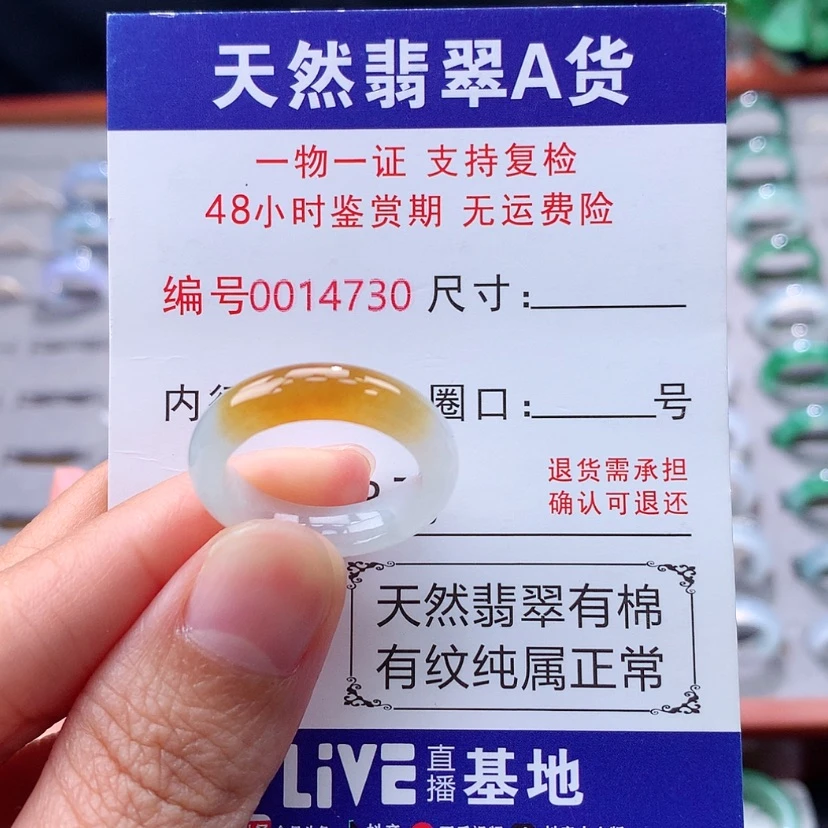 天然翡翠A货
一物一证 支持复检
48小时鉴赏期 无运费险
编号0014730 尺寸:
内 圈口: 号
退货需承担
确认可退还
天然翡翠有棉
有纹纯属正常
LiVE 直播 基地